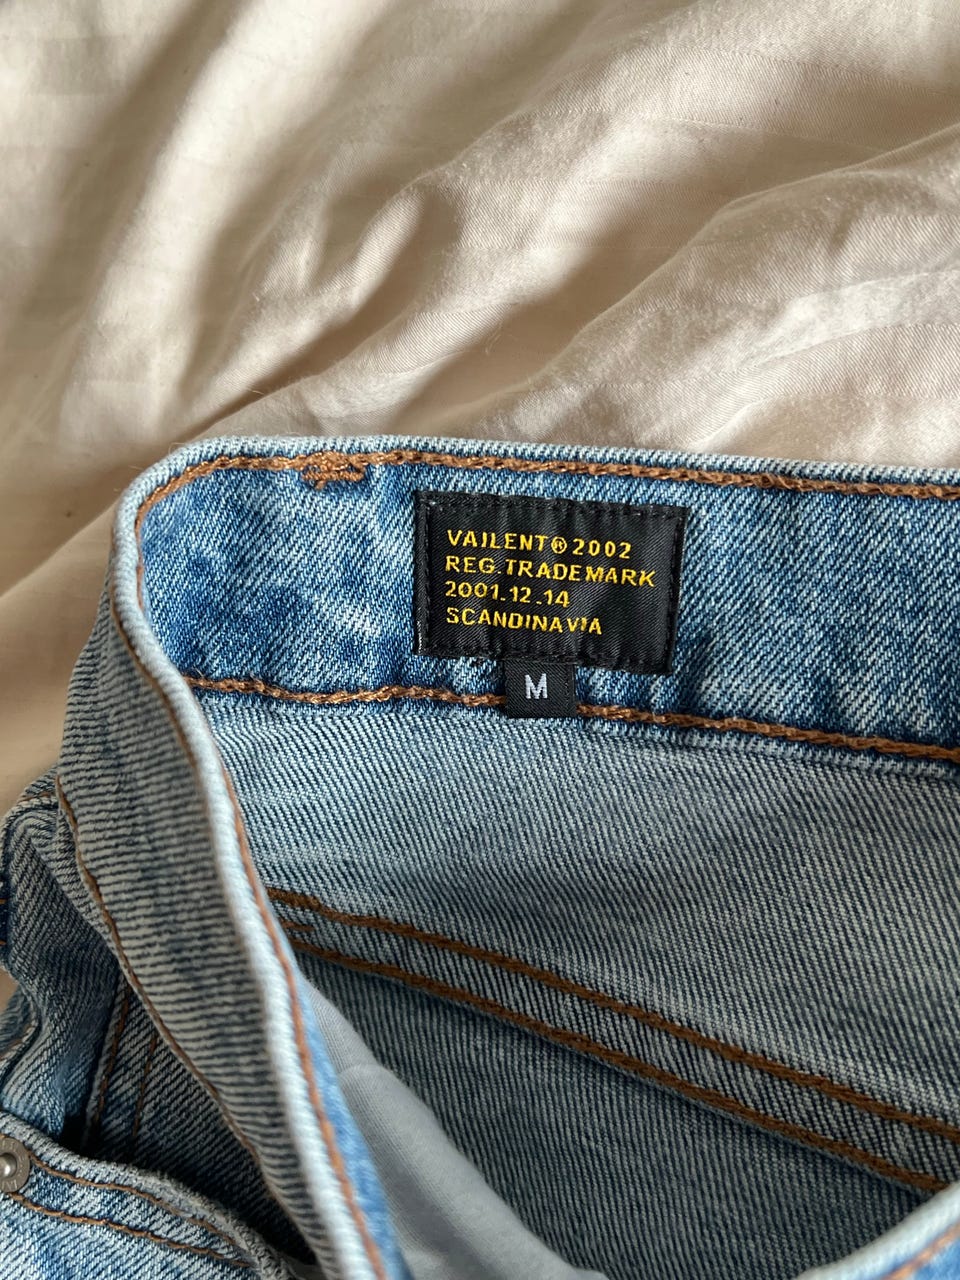 VAILENT®2002
REG.TRADEMARK
2001.12.14
SCANDINAVIA
M